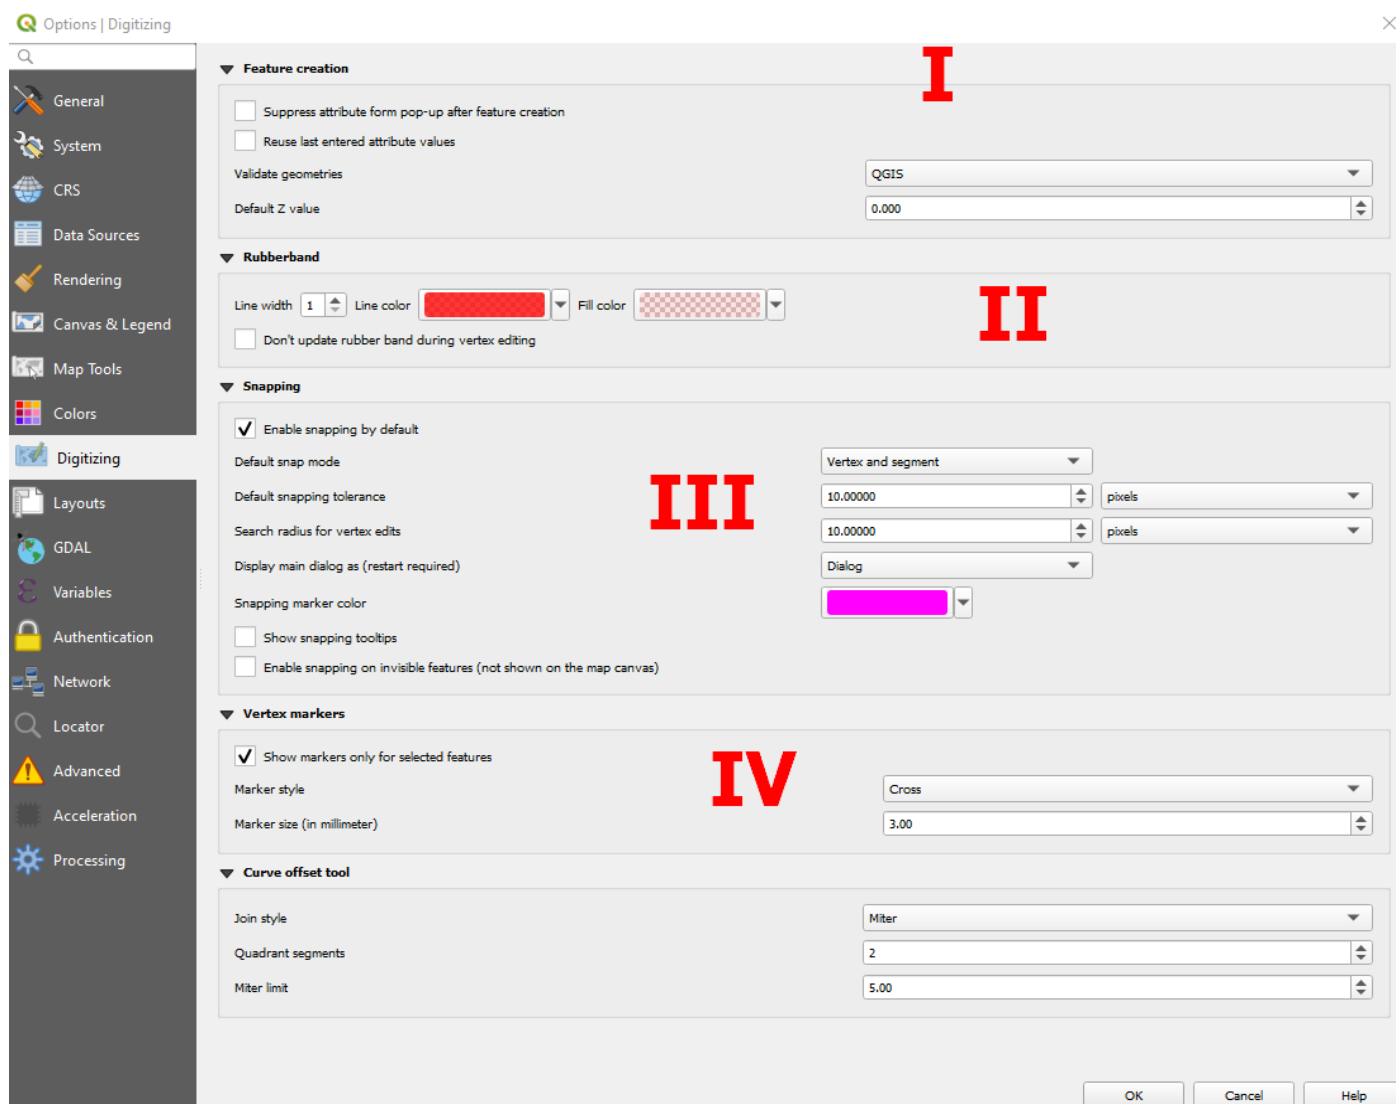 Options | Digitizing
General
System
CRS
Data Sources
Rendering
Canvas & Legend
Map Tools
Colors
Digitizing
Layouts
GDAL
Variables
Authentication
Network
Locator
Advanced
Acceleration
Processing
Feature creation
I
Suppress attribute form pop-up after feature creation
Reuse last entered attribute values
Validate geometries QGIS
Default Z value 0.000
Rubberband
Line width 1 Line color Fill color
II
Don't update rubber band during vertex editing
Snapping
Enable snapping by default
Default snap mode Vertex and segment
III
Default snapping tolerance 10.00000 pixels
Search radius for vertex edits 10.00000 pixels
Display main dialog as (restart required) Dialog
Snapping marker color
Show snapping tooltips
Enable snapping on invisible features (not shown on the map canvas)
Vertex markers
Show markers only for selected features
IV
Marker style Cross
Marker size (in millimeter) 3.00
Curve offset tool
Join style Miter
Quadrant segments 2
Miter limit 5.00
OK Cancel Help